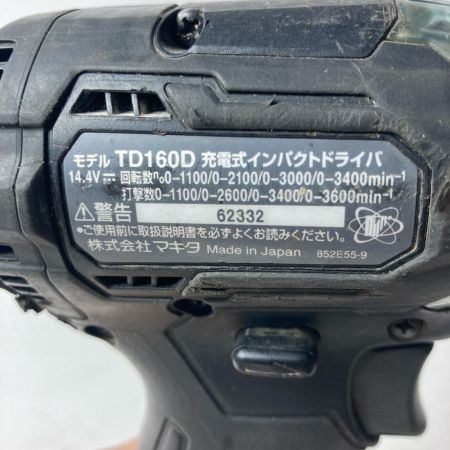 モデル TD160D 充電式インパクトドライバ
14.4V⎓ 回転数n₀0-1100/0-2100/0-3000/0-3400min⁻¹
打撃数0-1100/0-2600/0-3400/0-3600min⁻¹
⚠警告 62332
•ご使用前に取扱説明書を必ずよくお読みください。
株式会社マキタ Made in Japan 852E55-9